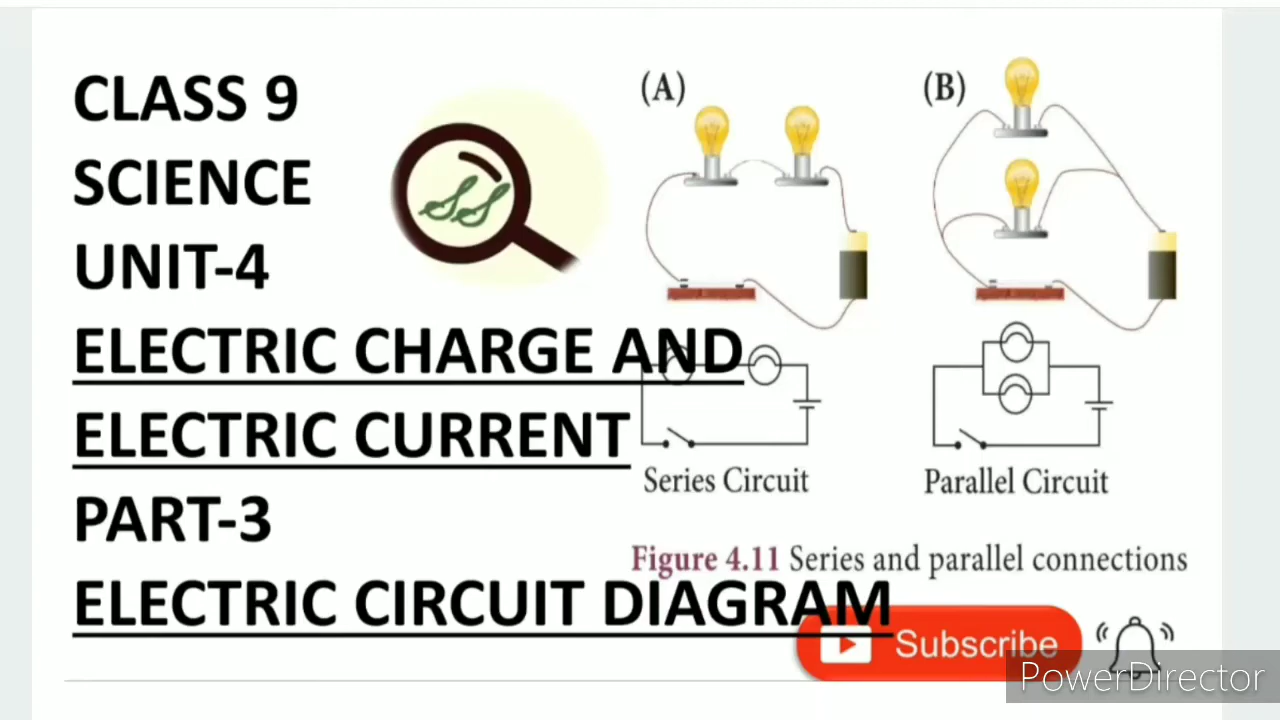 CLASS 9
SCIENCE
UNIT-4
ELECTRIC CHARGE AND
ELECTRIC CURRENT
PART-3
ELECTRIC CIRCUIT DIAGRAM
(A)
(B)
Series Circuit
Parallel Circuit
Figure 4.11 Series and parallel connections
Subscribe
PowerDirector